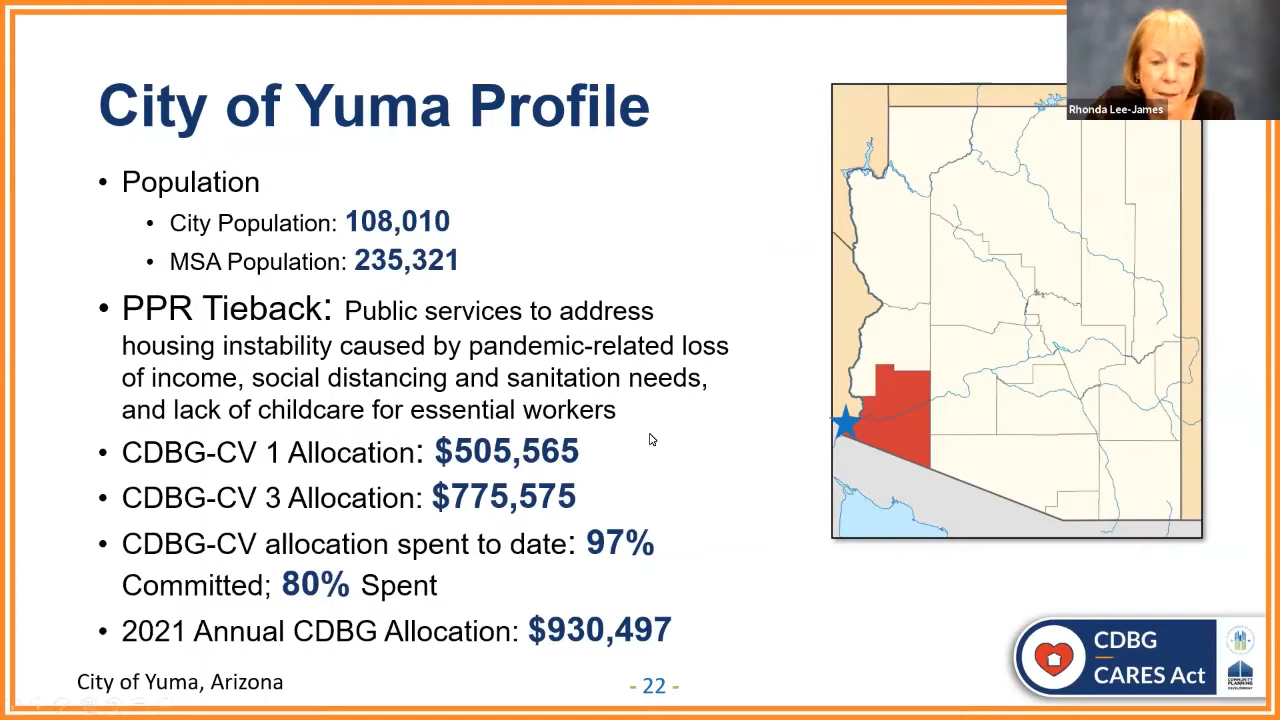 City of Yuma Profile
Rhonda Lee-James
• Population
• City Population: 108,010
• MSA Population: 235,321
• PPR Tieback: Public services to address
housing instability caused by pandemic-related loss
of income, social distancing and sanitation needs,
and lack of childcare for essential workers
• CDBG-CV 1 Allocation: $505,565
• CDBG-CV 3 Allocation: $775,575
• CDBG-CV allocation spent to date: 97%
Committed; 80% Spent
• 2021 Annual CDBG Allocation: $930,497
City of Yuma, Arizona
- 22 -
CDBG
CARES Act
COMMUNITY
PLANNING
DEVELOPMENT